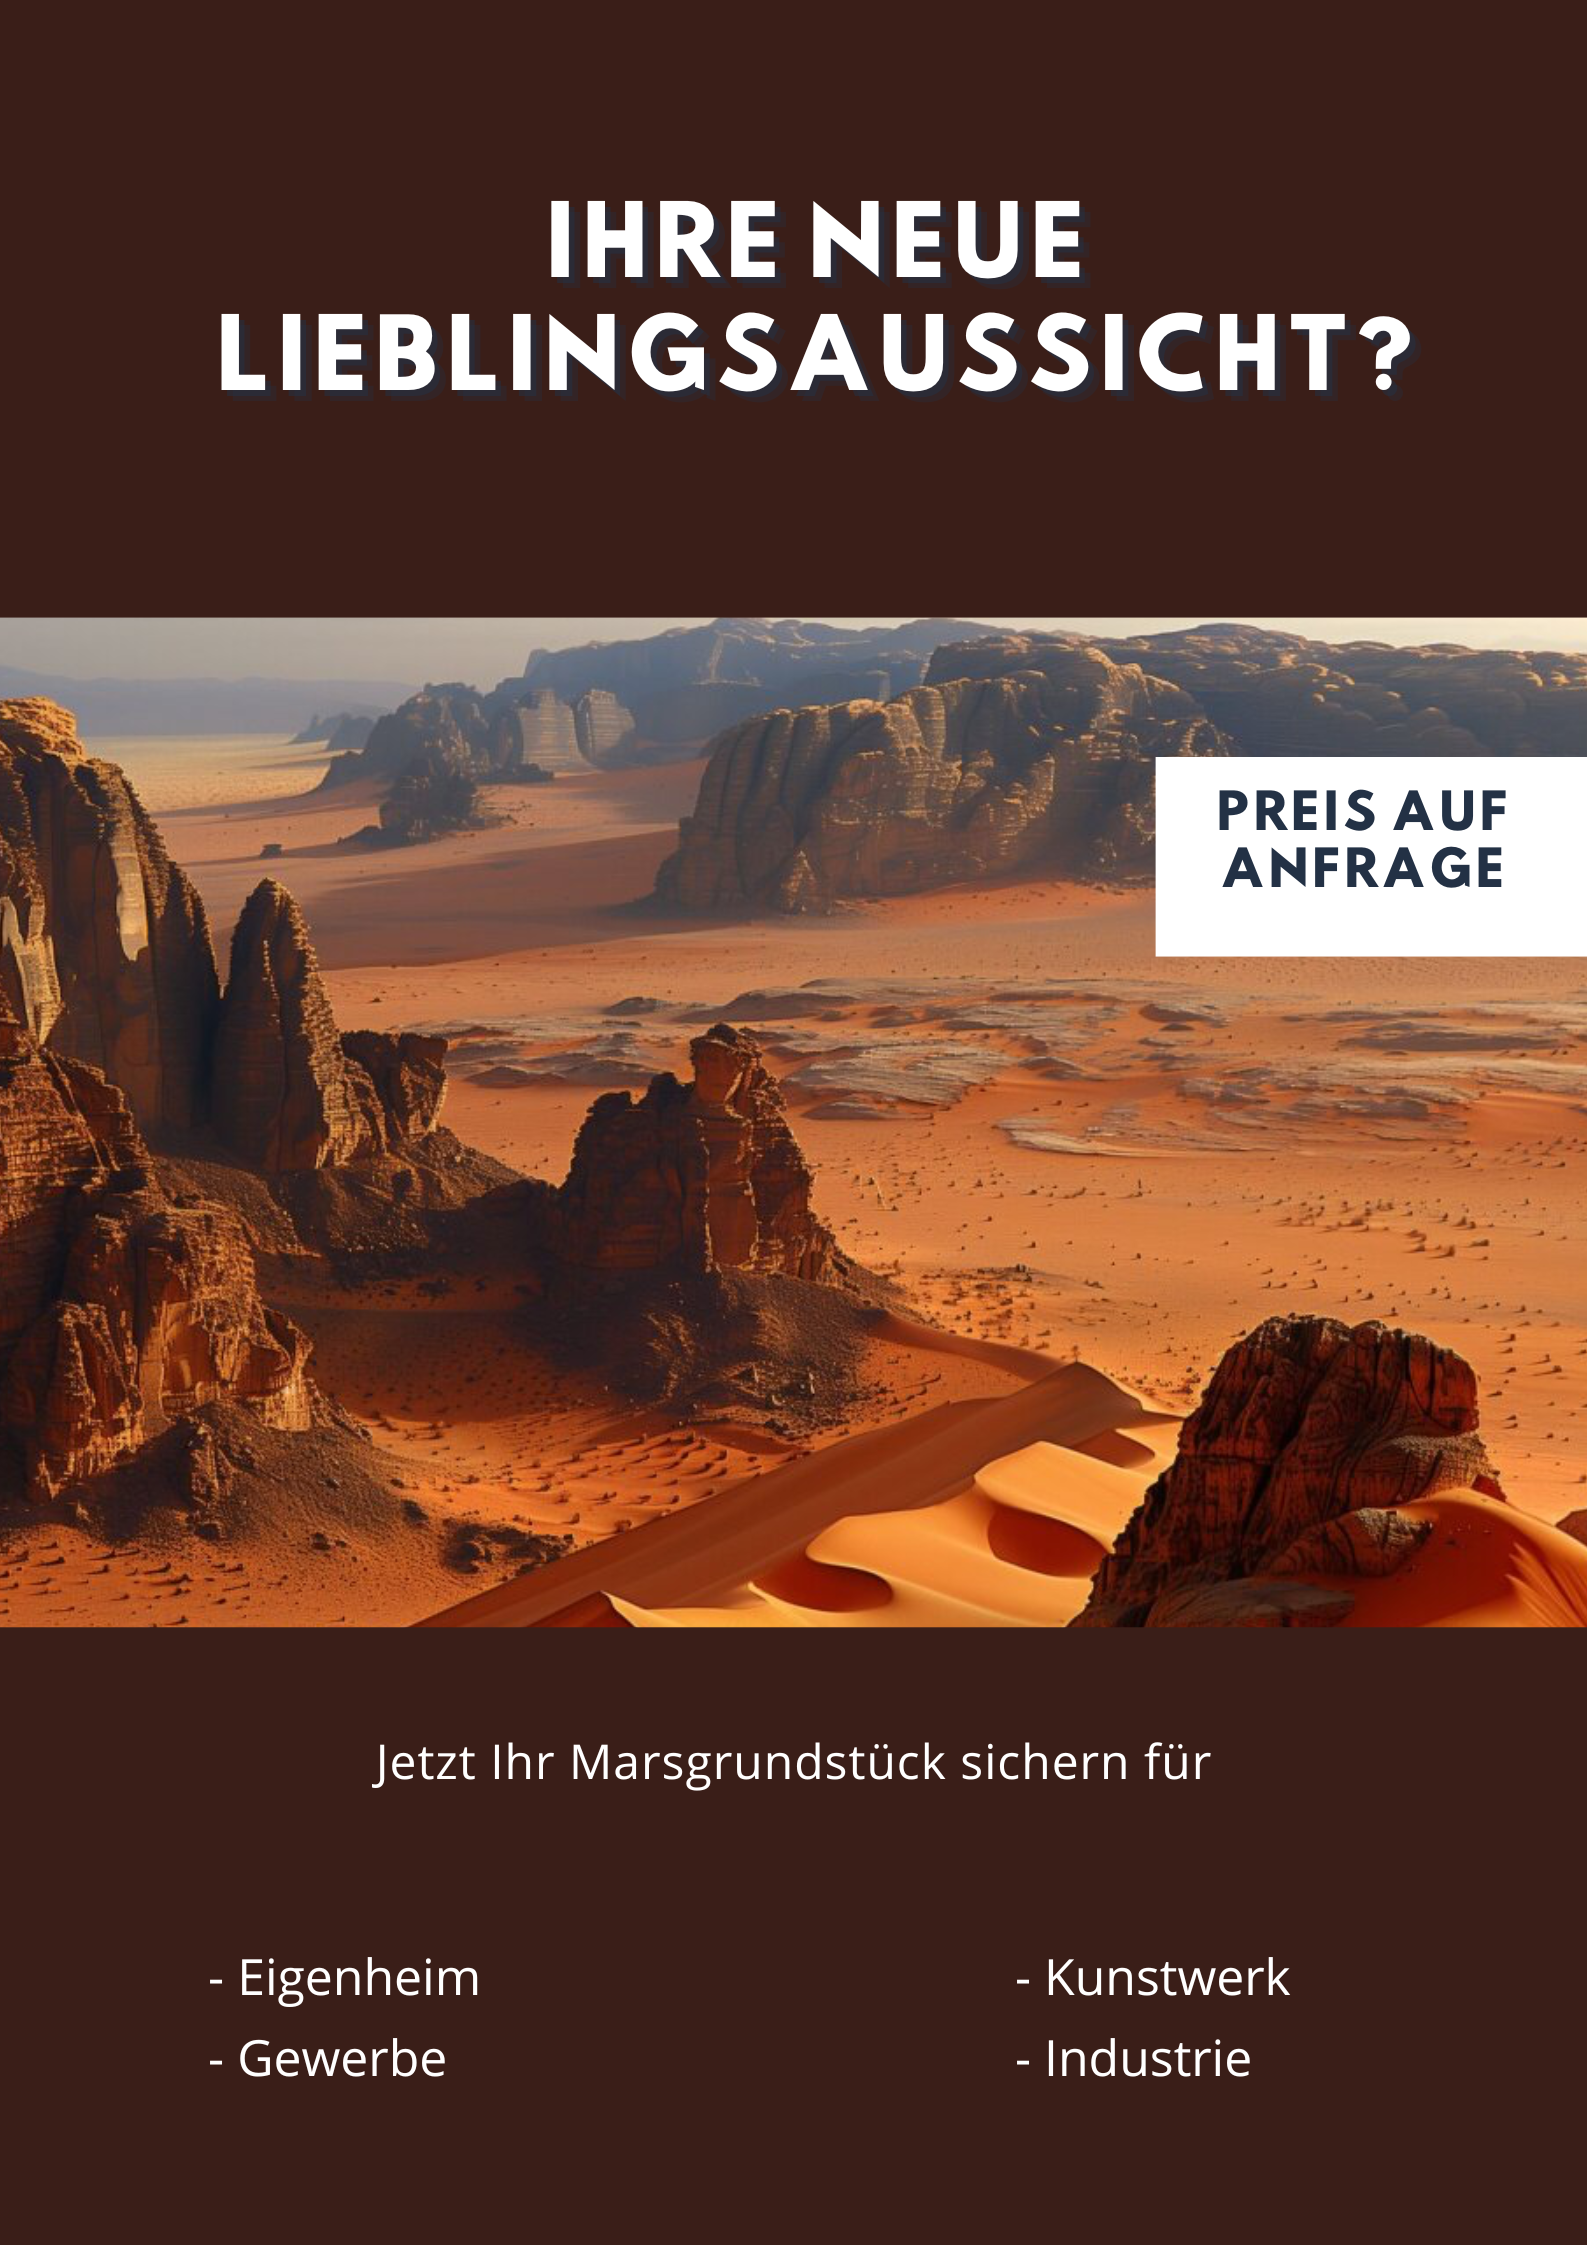 IHRE NEUE
LIEBLINGSAUSSICHT?
PREIS AUF
ANFRAGE
Jetzt Ihr Marsgrundstück sichern für
- Eigenheim
- Gewerbe
- Kunstwerk
- Industrie